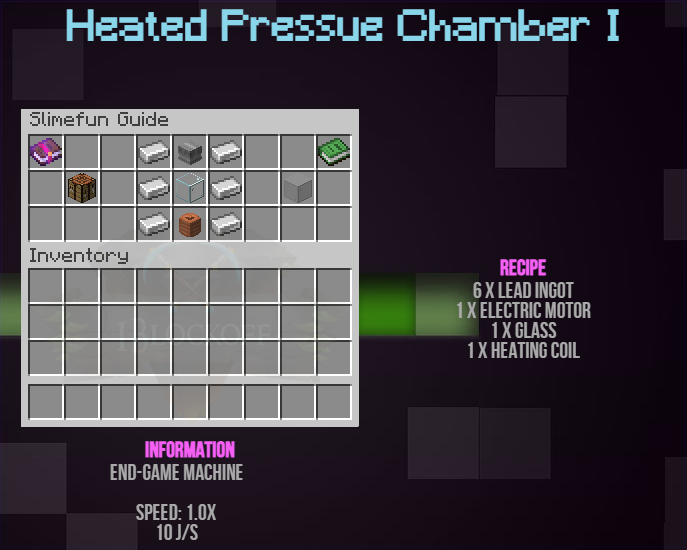 Heated Pressue Chamber I
Slimefun Guide
Inventory
IBLOCKOFF
RECIPE
6 X LEAD INGOT
1 X ELECTRIC MOTOR
1 X GLASS
1 X HEATING COIL
INFORMATION
END-GAME MACHINE
SPEED: 1.0X
10 J/S